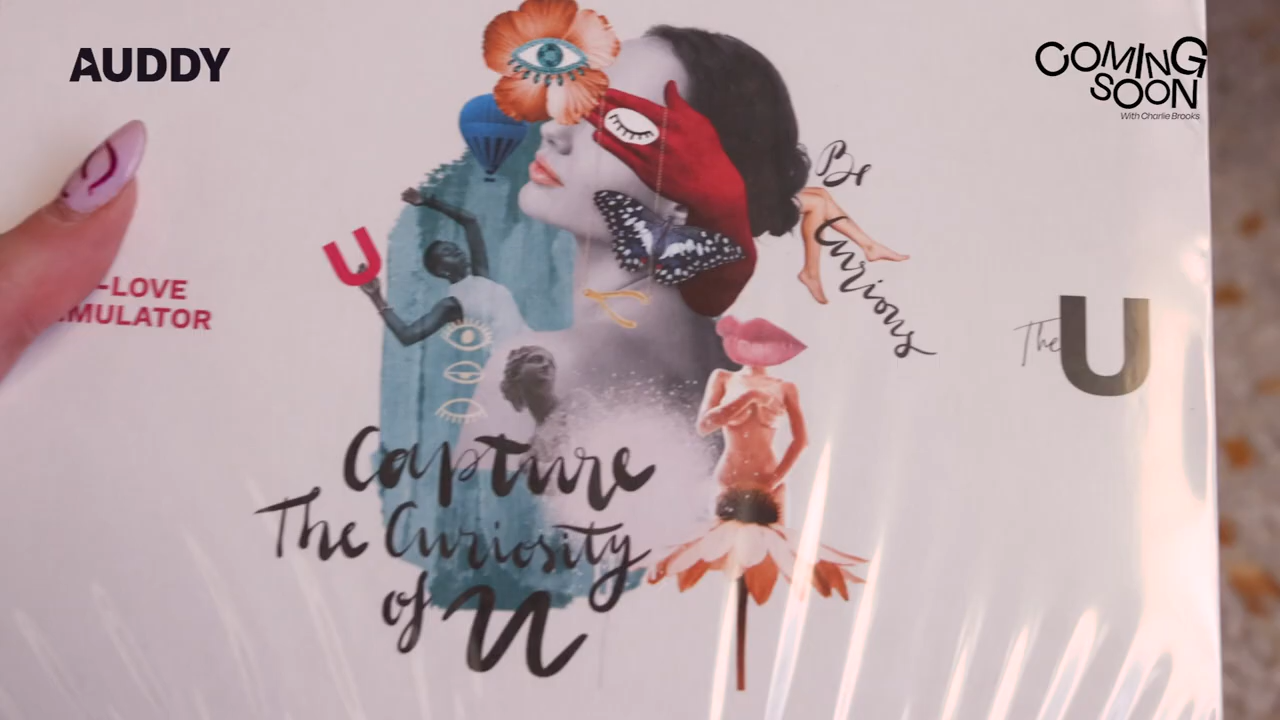 AUDDY
COMING
SOON
With Charlie Brooks
-LOVE
MULATOR
U
Be
Curious
The U
Capture
The Curiosity
of U